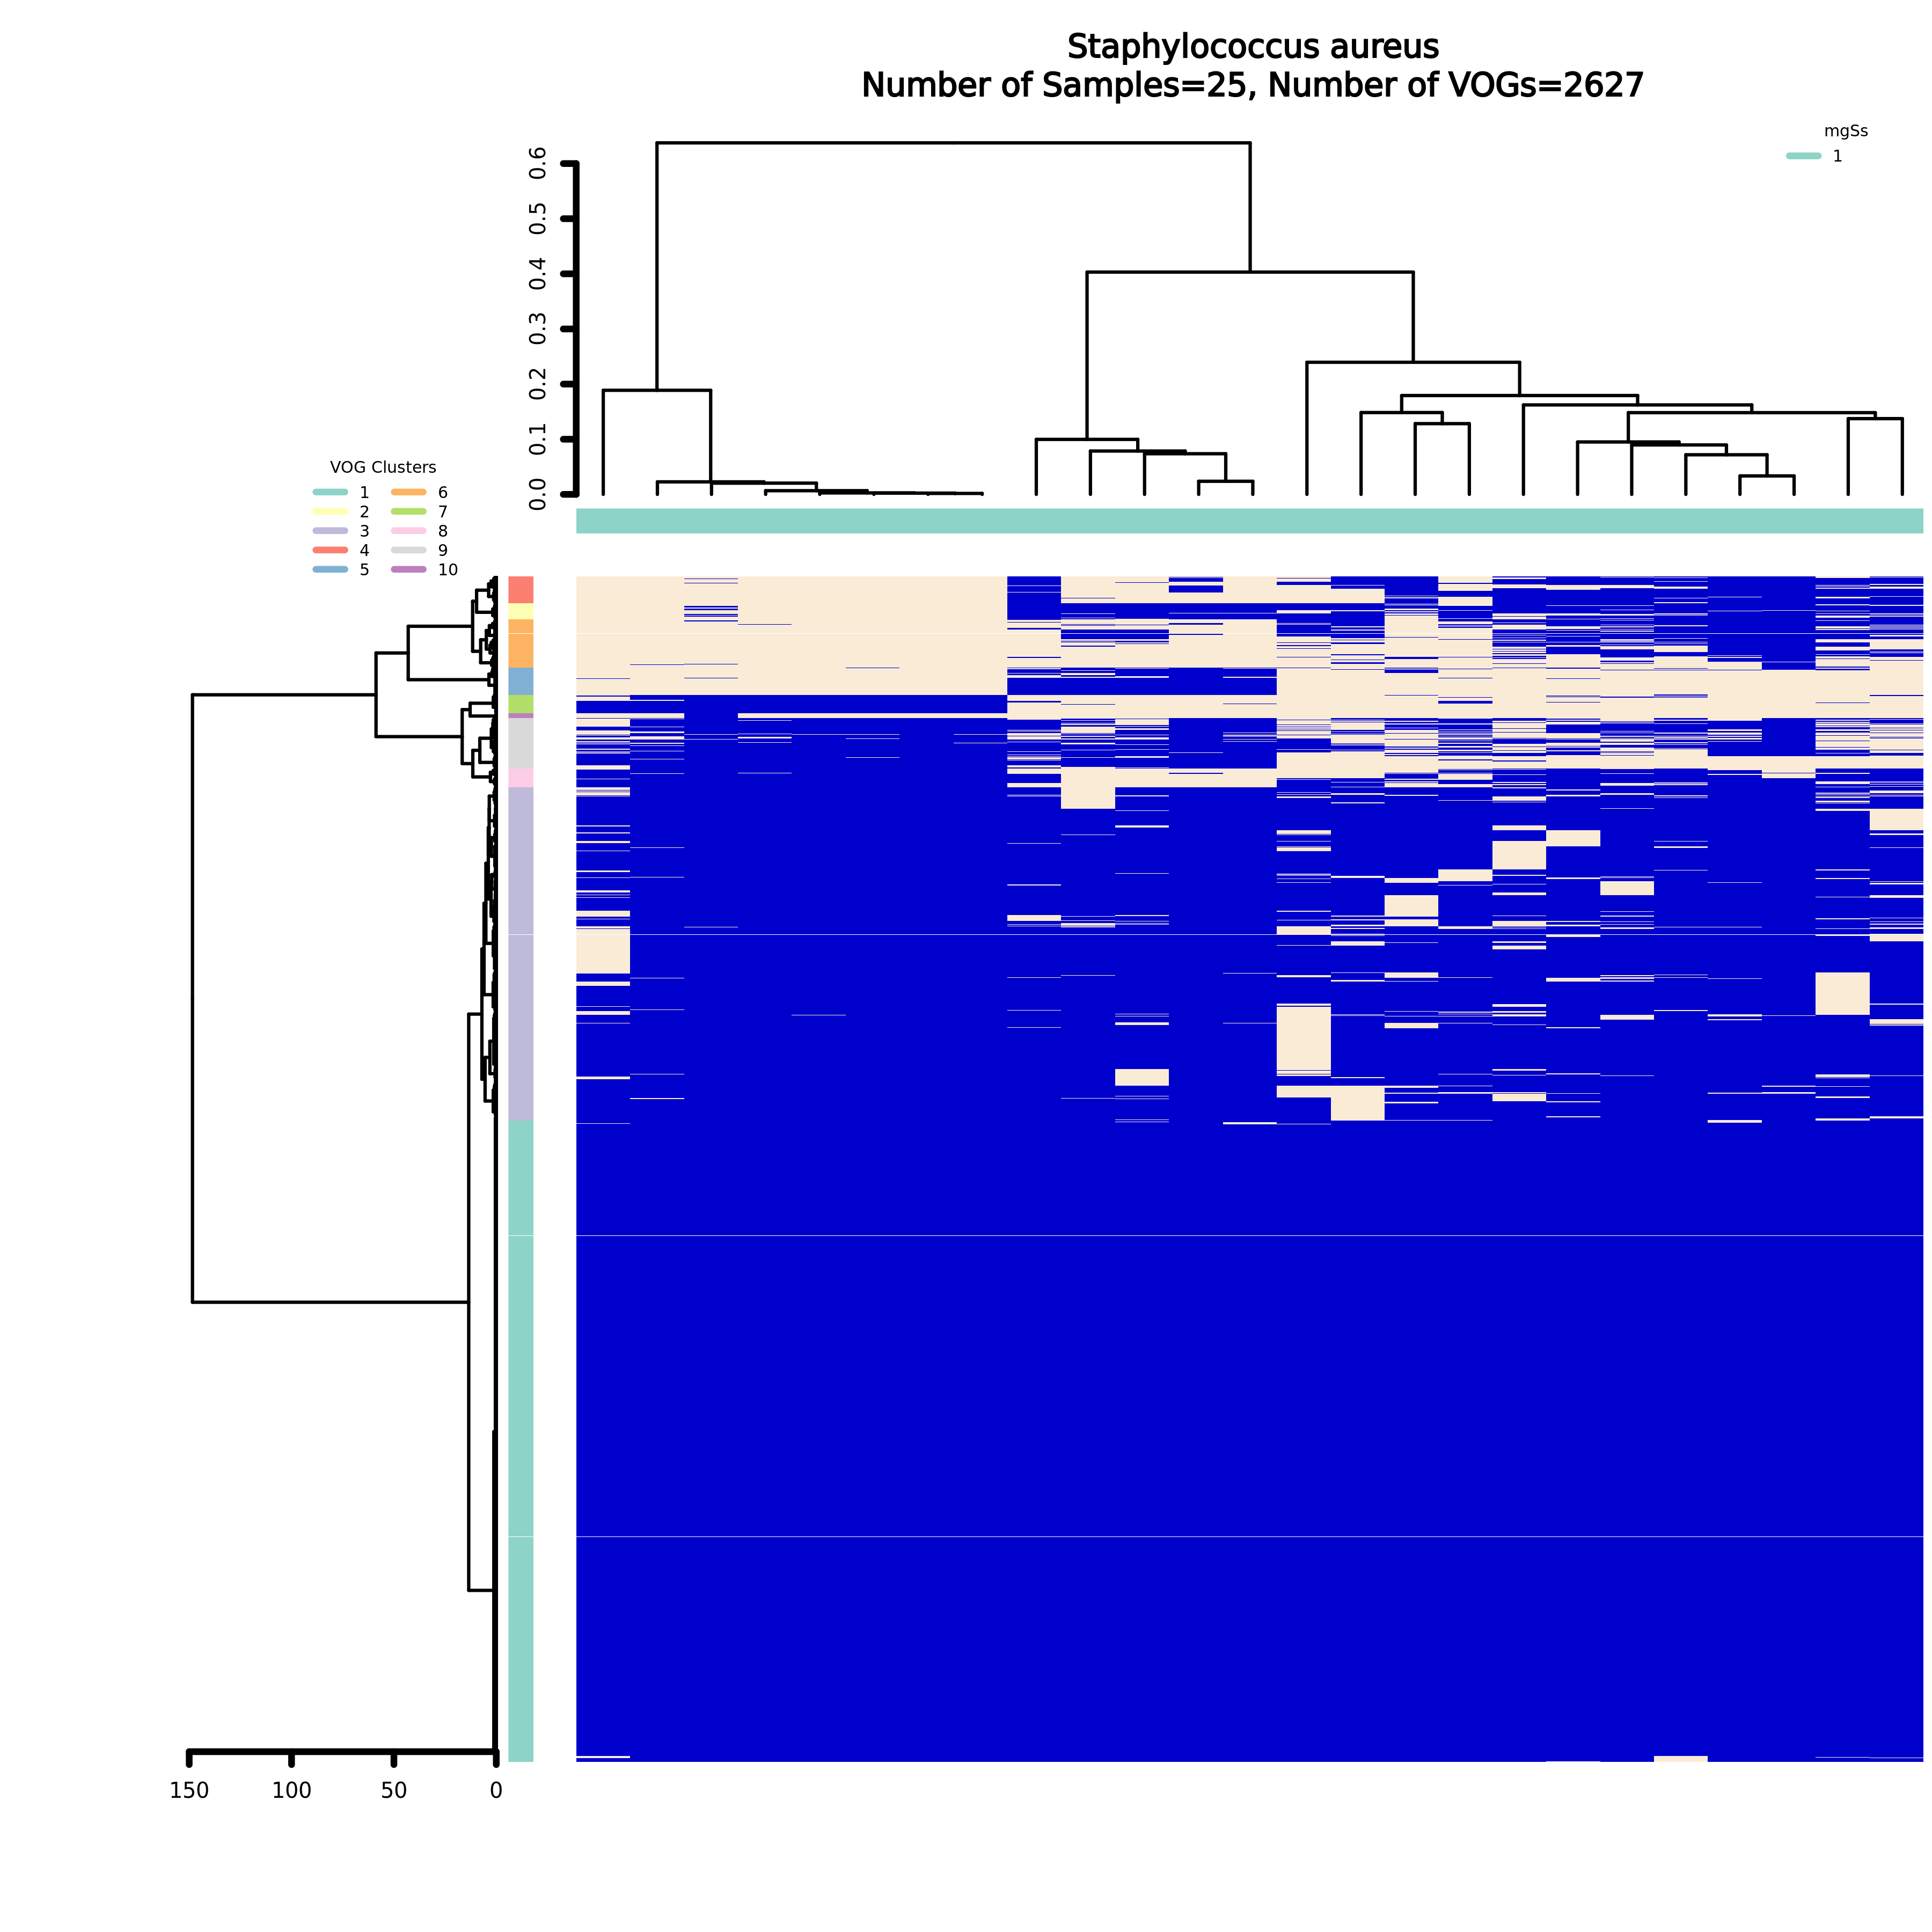 Staphylococcus aureus
Number of Samples=25, Number of VOGs=2627
mgSs
1
0.6
0.5
0.4
0.3
0.2
0.1
0.0
VOG Clusters
1 6
2 7
3 8
4 9
5 10
150 100 50 0